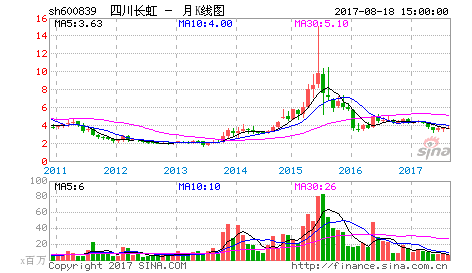 sh600839 四川长虹 - 月K线图 2017-08-18 15:00:00
MA5:3.63 MA10:4.00 MA30:5.10
16
14
12
10
8
6
4
2
sina
2011 2012 2013 2014 2015 2016 2017
MA5:6 MA10:10 MA30:26
100
80
60
40
20
x百万
Copyright 2017 SINA.COM http://finance.sina.com.cn